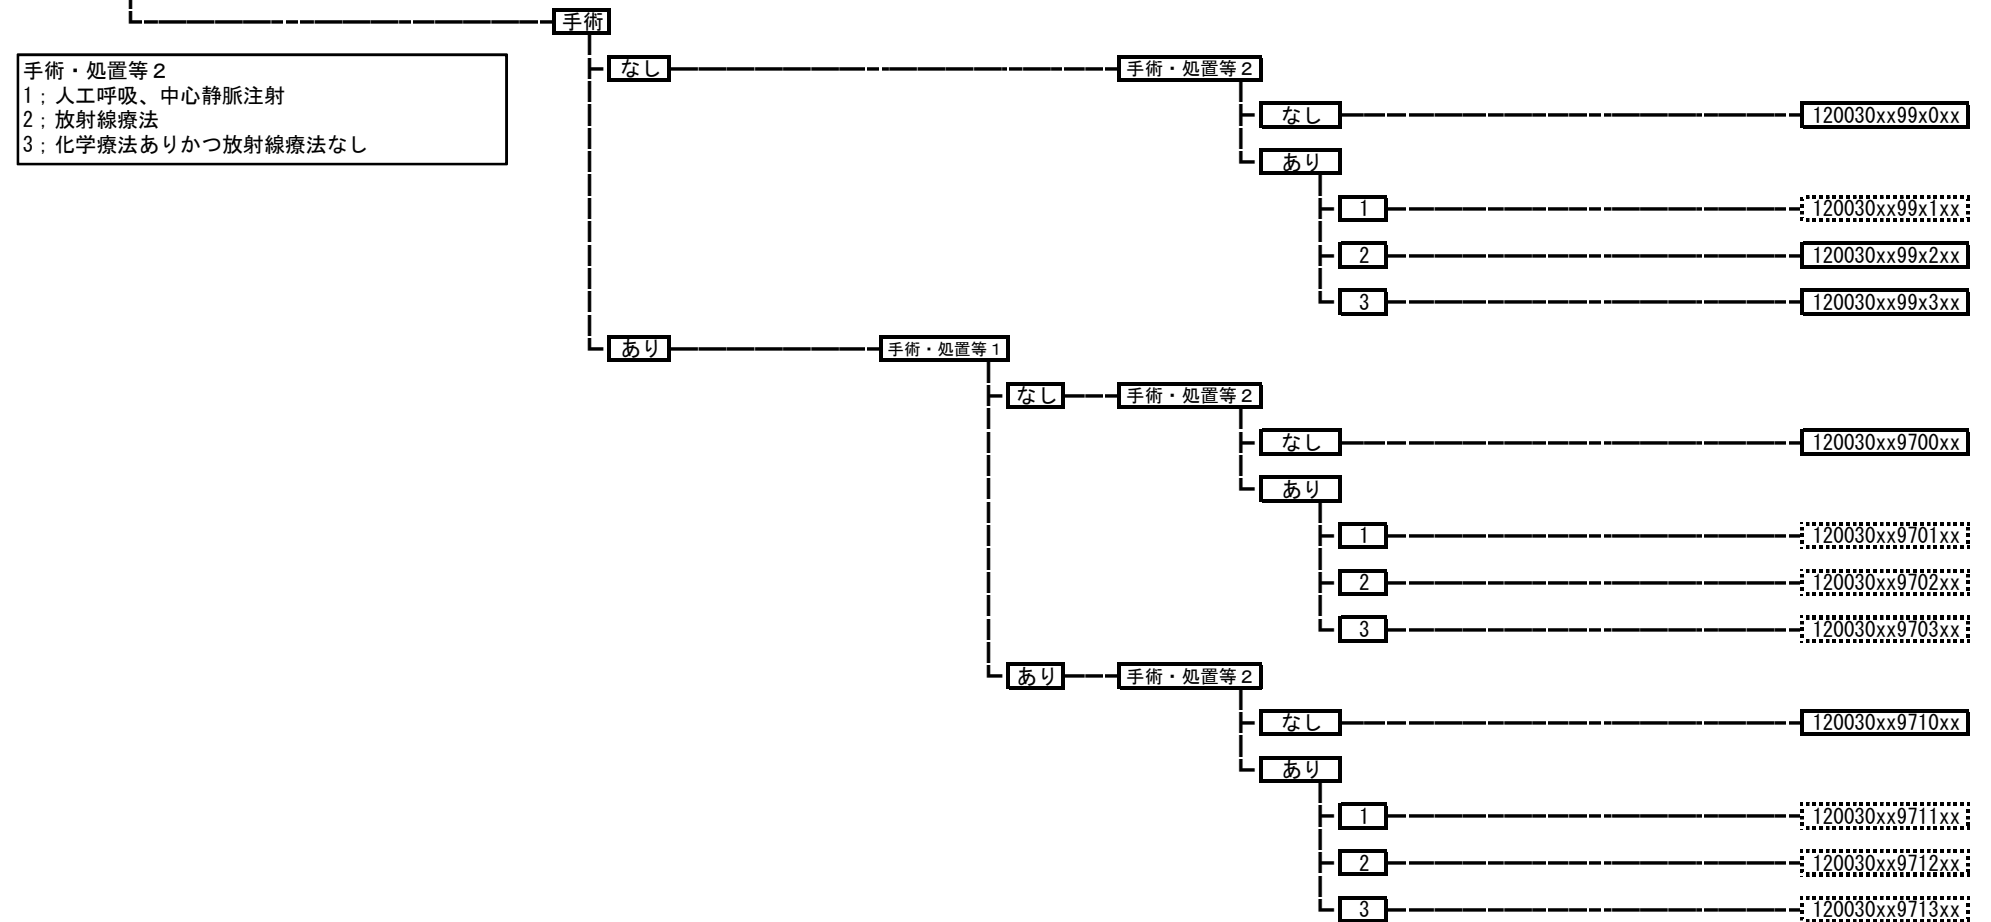 手術
手術・処置等２
1；人工呼吸、中心静脈注射
2；放射線療法
3；化学療法ありかつ放射線療法なし
なし
手術・処置等２
なし
120030xx99x0xx
あり
1
120030xx99x1xx
2
120030xx99x2xx
3
120030xx99x3xx
あり
手術・処置等１
なし
手術・処置等２
なし
120030xx9700xx
あり
1
120030xx9701xx
2
120030xx9702xx
3
120030xx9703xx
あり
手術・処置等２
なし
120030xx9710xx
あり
1
120030xx9711xx
2
120030xx9712xx
3
120030xx9713xx